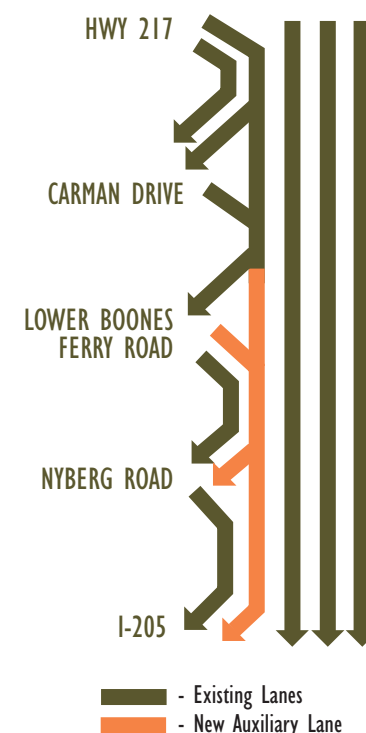 HWY 217
CARMAN DRIVE
LOWER BOONES
FERRY ROAD
NYBERG ROAD
I-205
- Existing Lanes
- New Auxiliary Lane